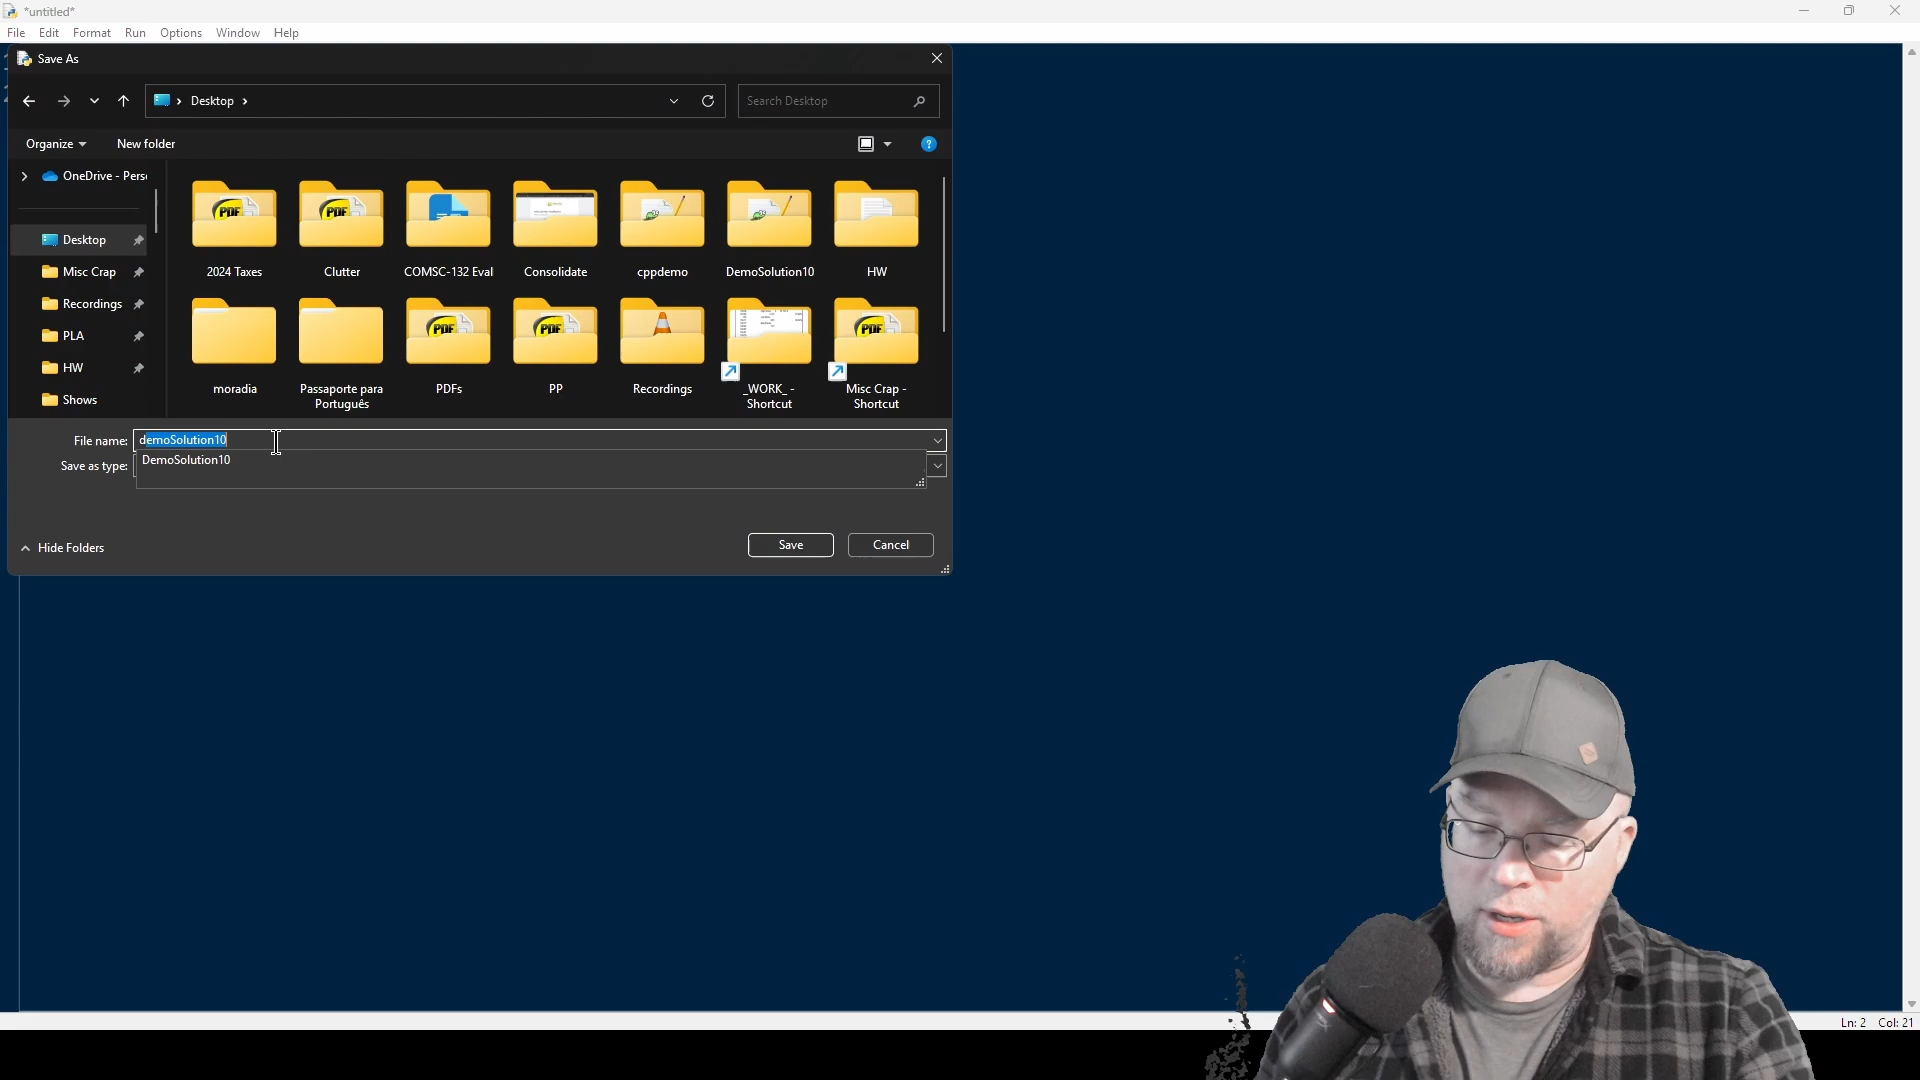 *untitled*
File Edit Format Run Options Window Help
Save As
Desktop
Search Desktop
Organize
New folder
OneDrive - Pers
Desktop
Misc Crap
Recordings
PLA
HW
Shows
2024 Taxes
Clutter
COMSC-132 Eval
Consolidate
cppdemo
DemoSolution10
HW
moradia
Passaporte para
Português
PDFs
PP
Recordings
_WORK_ -
Shortcut
Misc Crap -
Shortcut
File name: demoSolution10
DemoSolution10
Save as type:
Hide Folders
Save
Cancel
Ln: 2 Col: 21